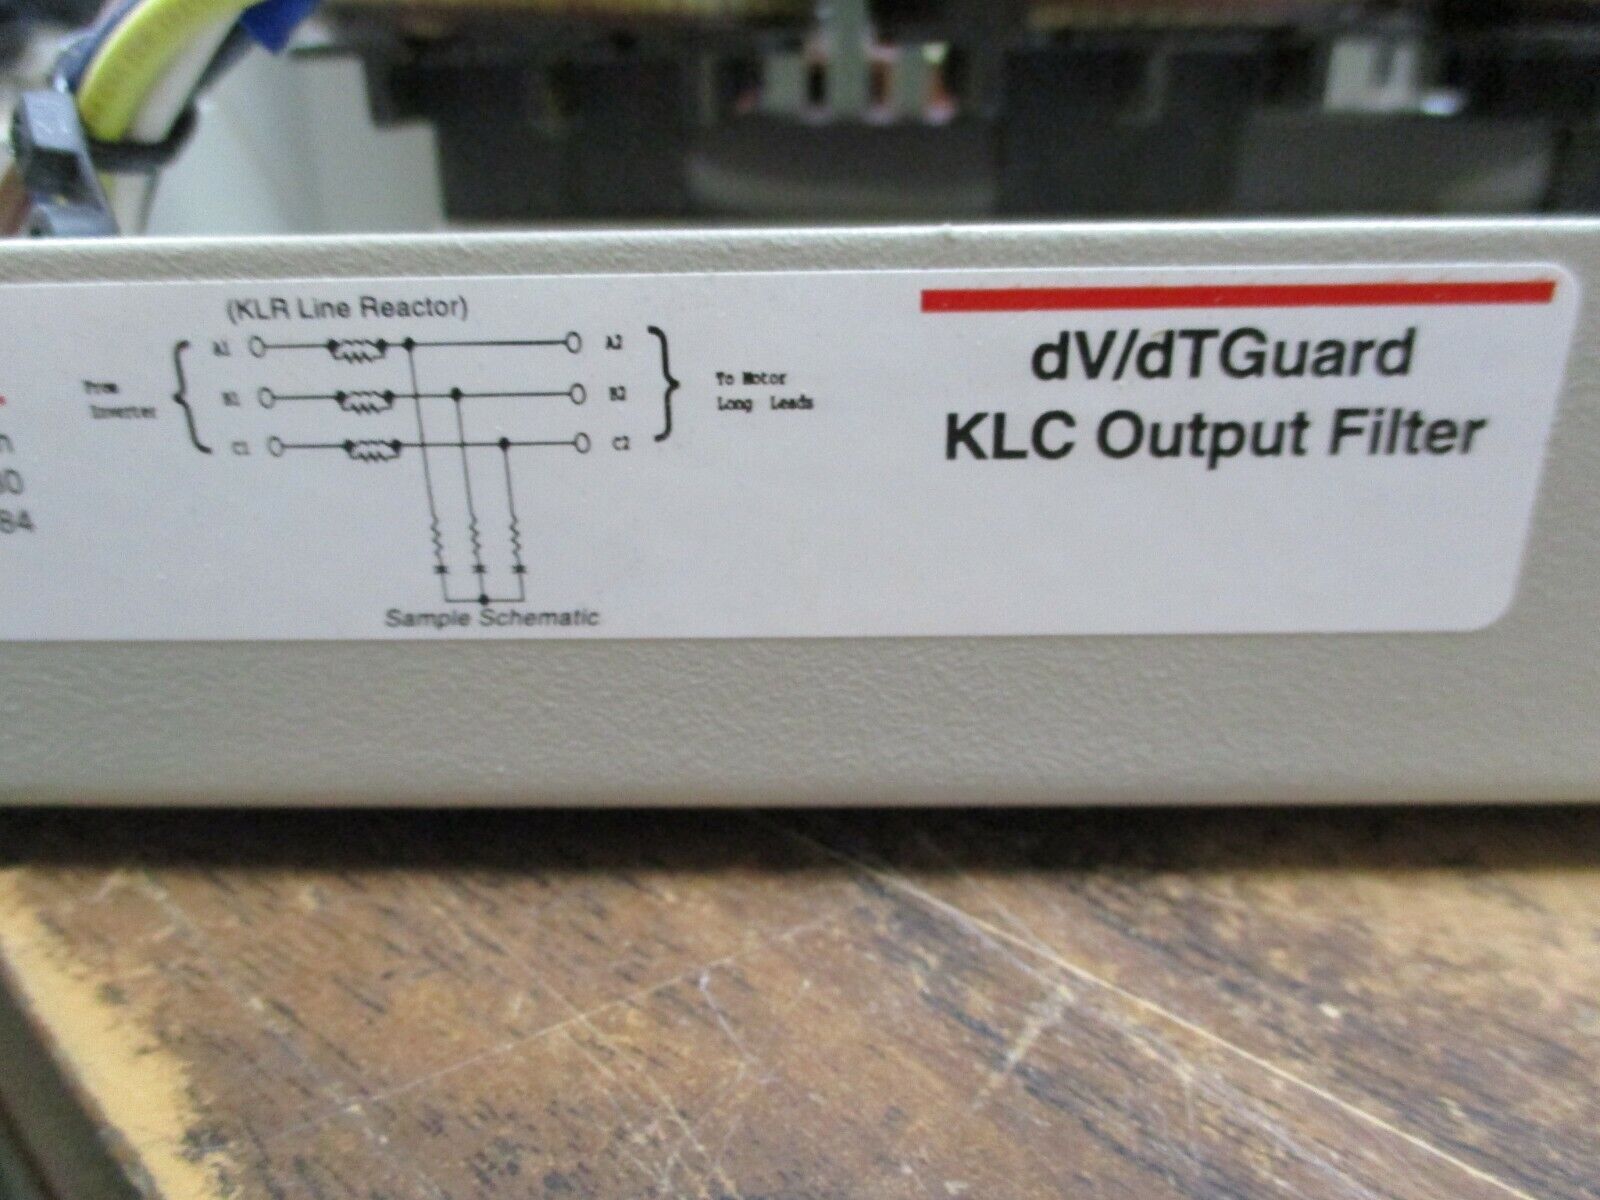 (KLR Line Reactor)
A1
A2
From
Inverter
B1
B2
To Motor
Long Leads
C1
C2
84
Sample Schematic
dV/dTGuard
KLC Output Filter